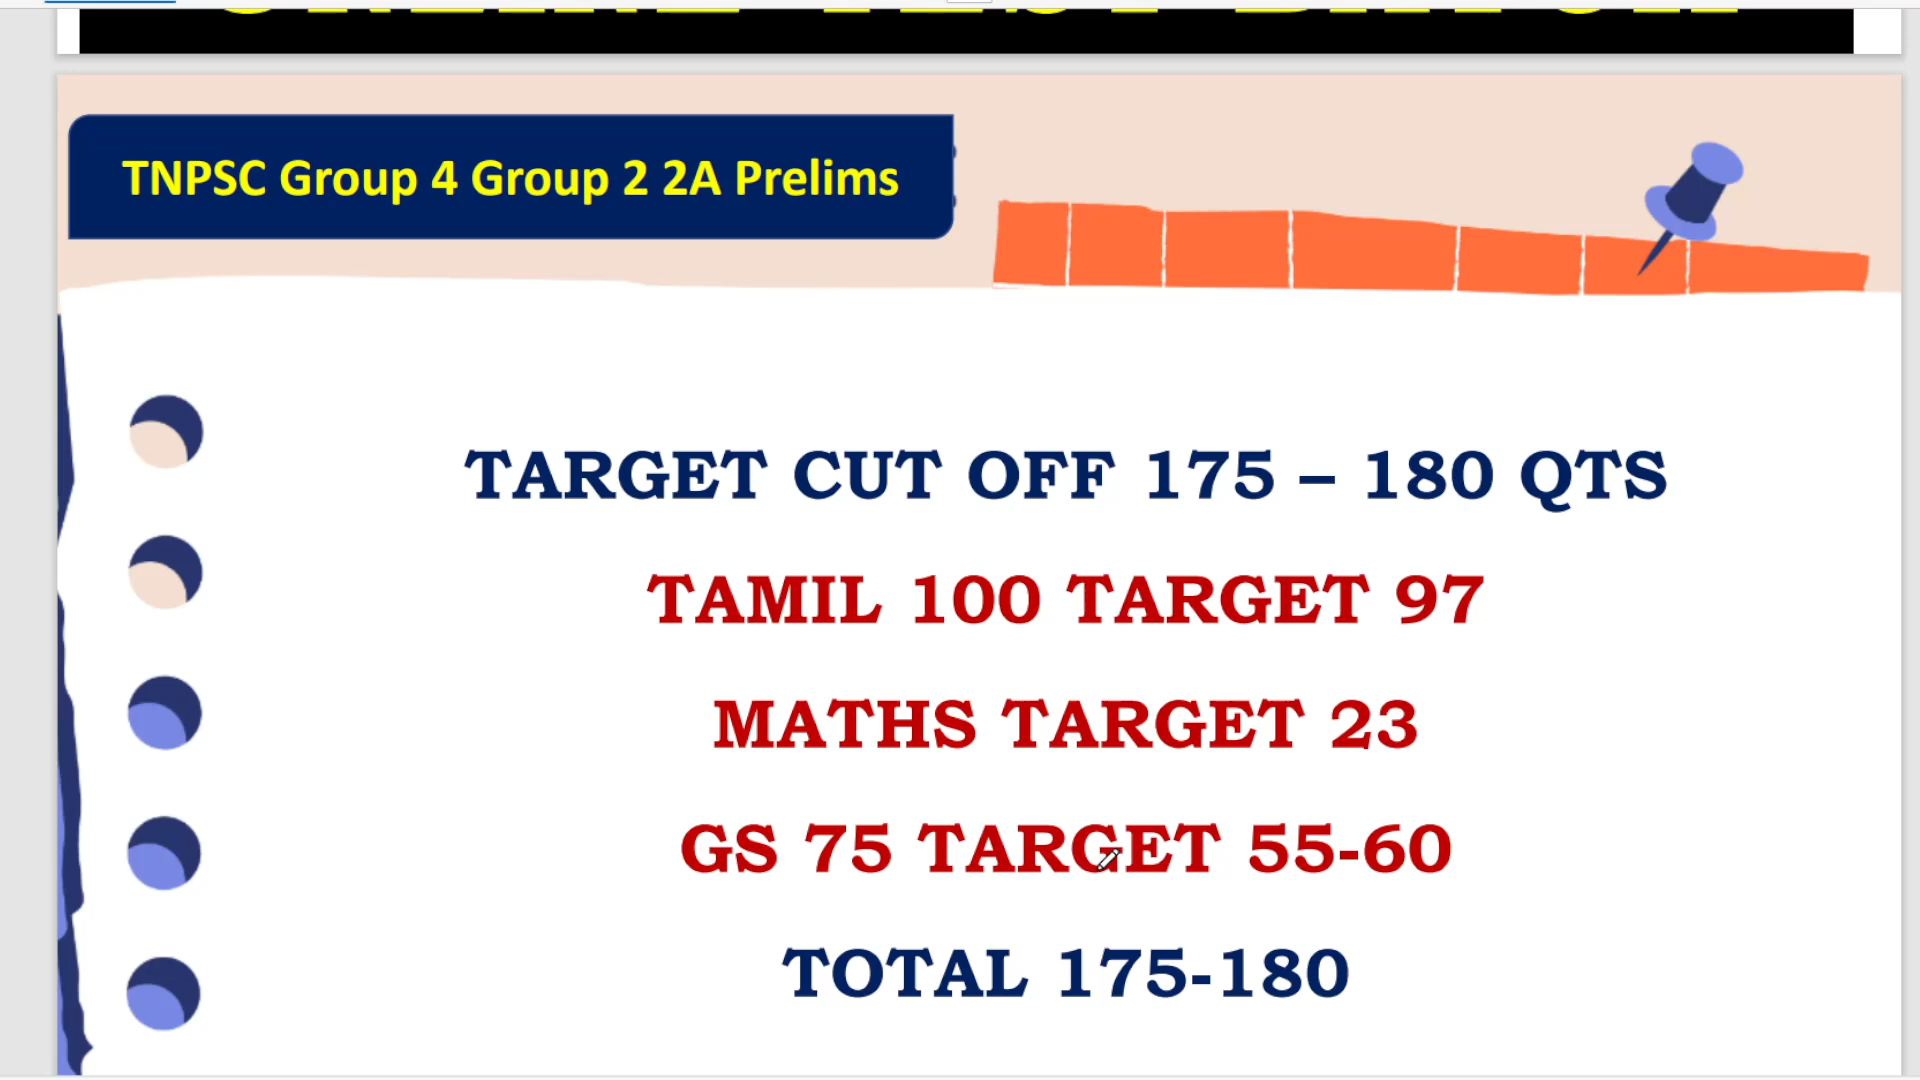 TNPSC Group 4 Group 2 2A Prelims
TARGET CUT OFF 175 – 180 QTS
TAMIL 100 TARGET 97
MATHS TARGET 23
GS 75 TARGET 55-60
TOTAL 175-180